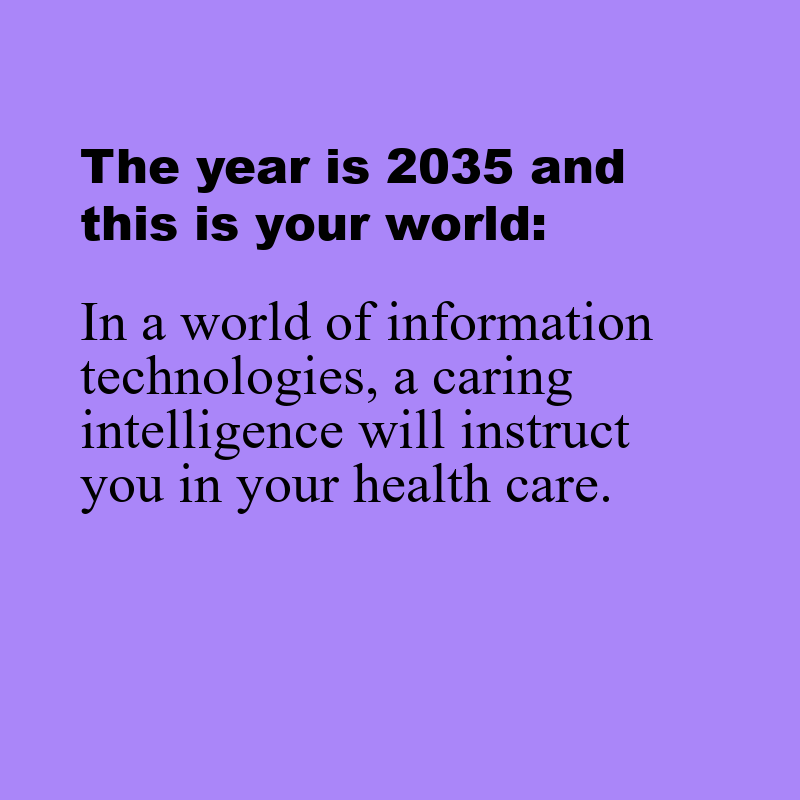 The year is 2035 and
this is your world:
In a world of information
technologies, a caring
intelligence will instruct
you in your health care.